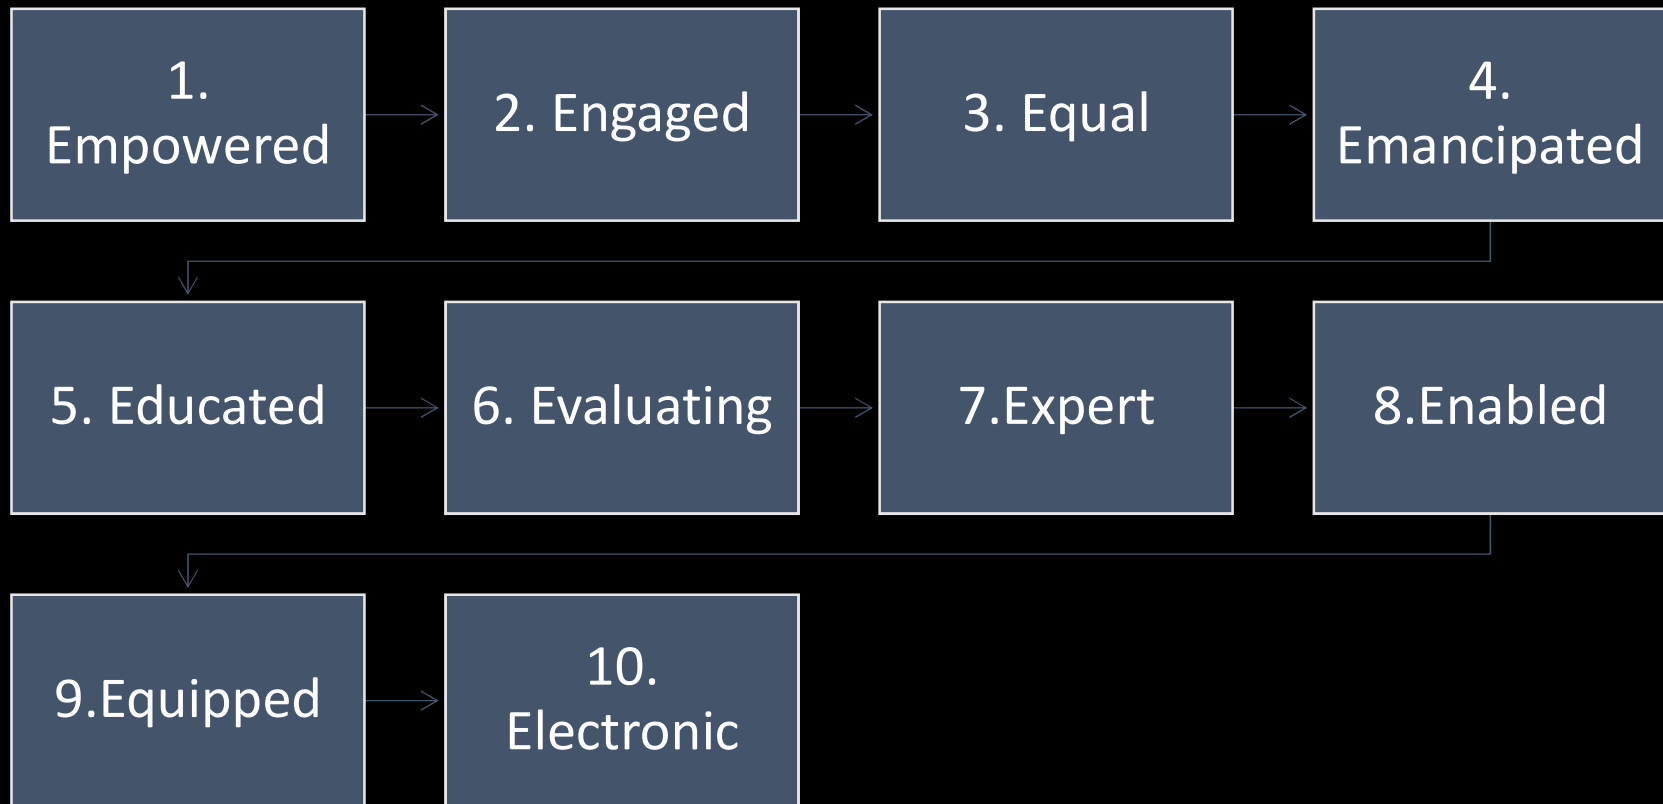 1.
Empowered
2. Engaged
3. Equal
4.
Emancipated
5. Educated
6. Evaluating
7.Expert
8.Enabled
9.Equipped
10.
Electronic